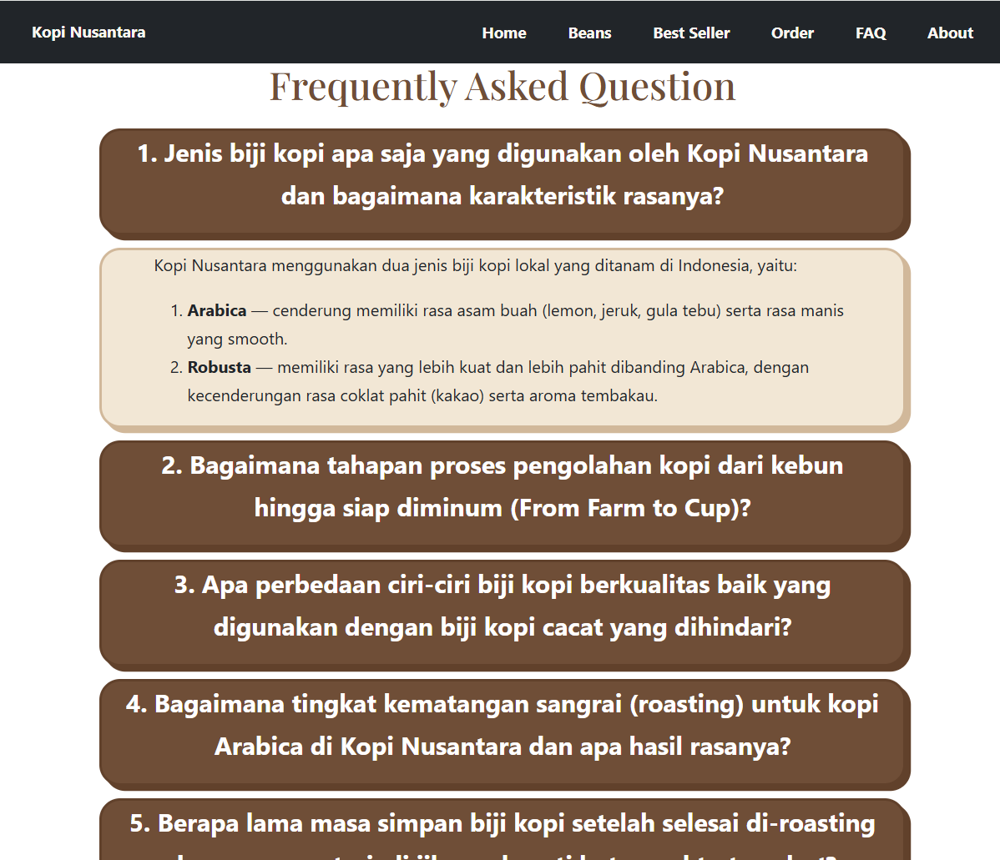 Kopi Nusantara
Home Beans Best Seller Order FAQ About
Frequently Asked Question
1. Jenis biji kopi apa saja yang digunakan oleh Kopi Nusantara
dan bagaimana karakteristik rasanya?
Kopi Nusantara menggunakan dua jenis biji kopi lokal yang ditanam di Indonesia, yaitu:
1. Arabica — cenderung memiliki rasa asam buah (lemon, jeruk, gula tebu) serta rasa manis
yang smooth.
2. Robusta — memiliki rasa yang lebih kuat dan lebih pahit dibanding Arabica, dengan
kecenderungan rasa coklat pahit (kakao) serta aroma tembakau.
2. Bagaimana tahapan proses pengolahan kopi dari kebun
hingga siap diminum (From Farm to Cup)?
3. Apa perbedaan ciri-ciri biji kopi berkualitas baik yang
digunakan dengan biji kopi cacat yang dihindari?
4. Bagaimana tingkat kematangan sangrai (roasting) untuk kopi
Arabica di Kopi Nusantara dan apa hasil rasanya?
5. Berapa lama masa simpan biji kopi setelah selesai di-roasting